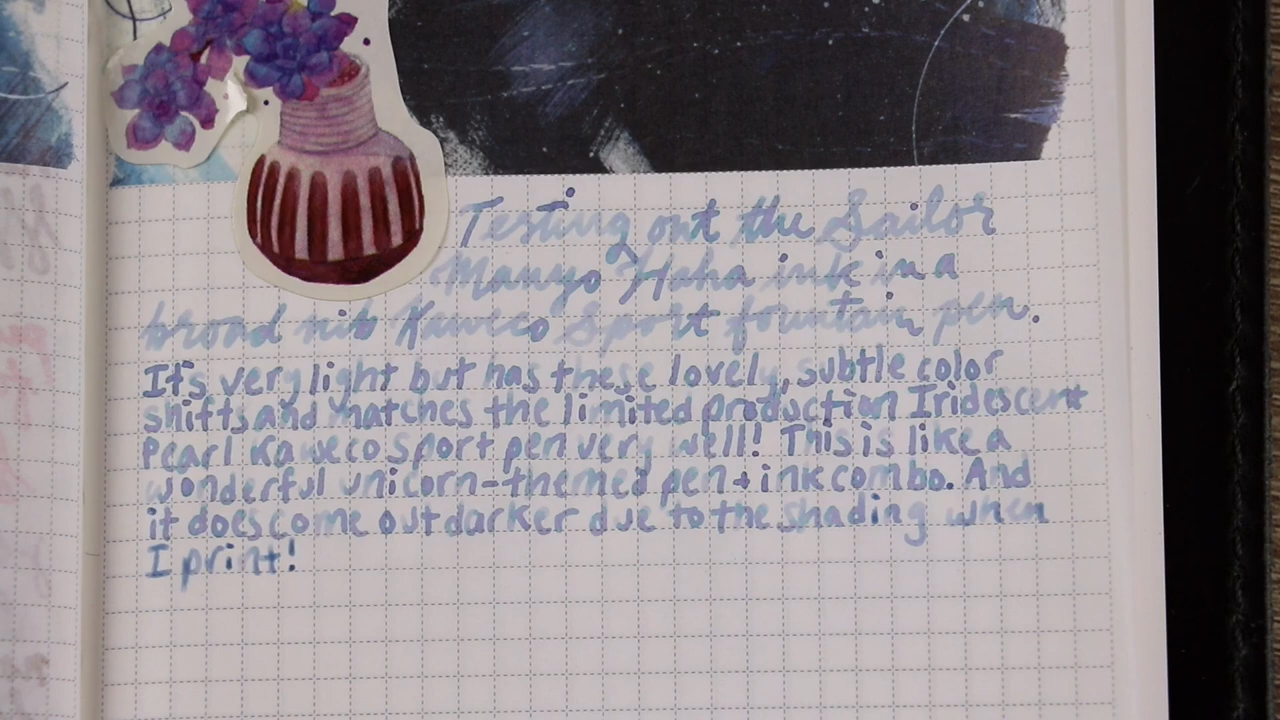 Testing out the Sailor
Manyo Haha ink in a
broad nib Kaweco Sport fountain pen.
It's very light but has these lovely, subtle color
shifts and matches the limited production Iridescent
Pearl Kaweco sport pen very well! This is like a
wonderful unicorn-themed pen + ink combo. And
it does come out darker due to the shading when
I print!